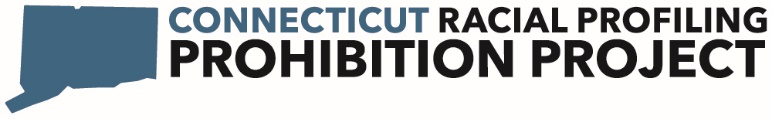 CONNECTICUT RACIAL PROFILING
PROHIBITION PROJECT